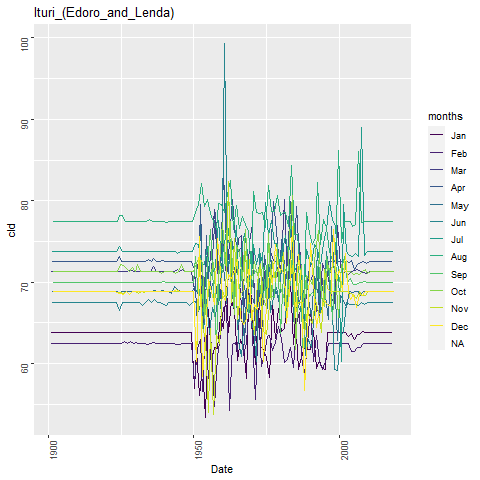 Ituri_(Edoro_and_Lenda)
100
90
80
70
60
cld
1900
1950
2000
Date
months
Jan
Feb
Mar
Apr
May
Jun
Jul
Aug
Sep
Oct
Nov
Dec
NA